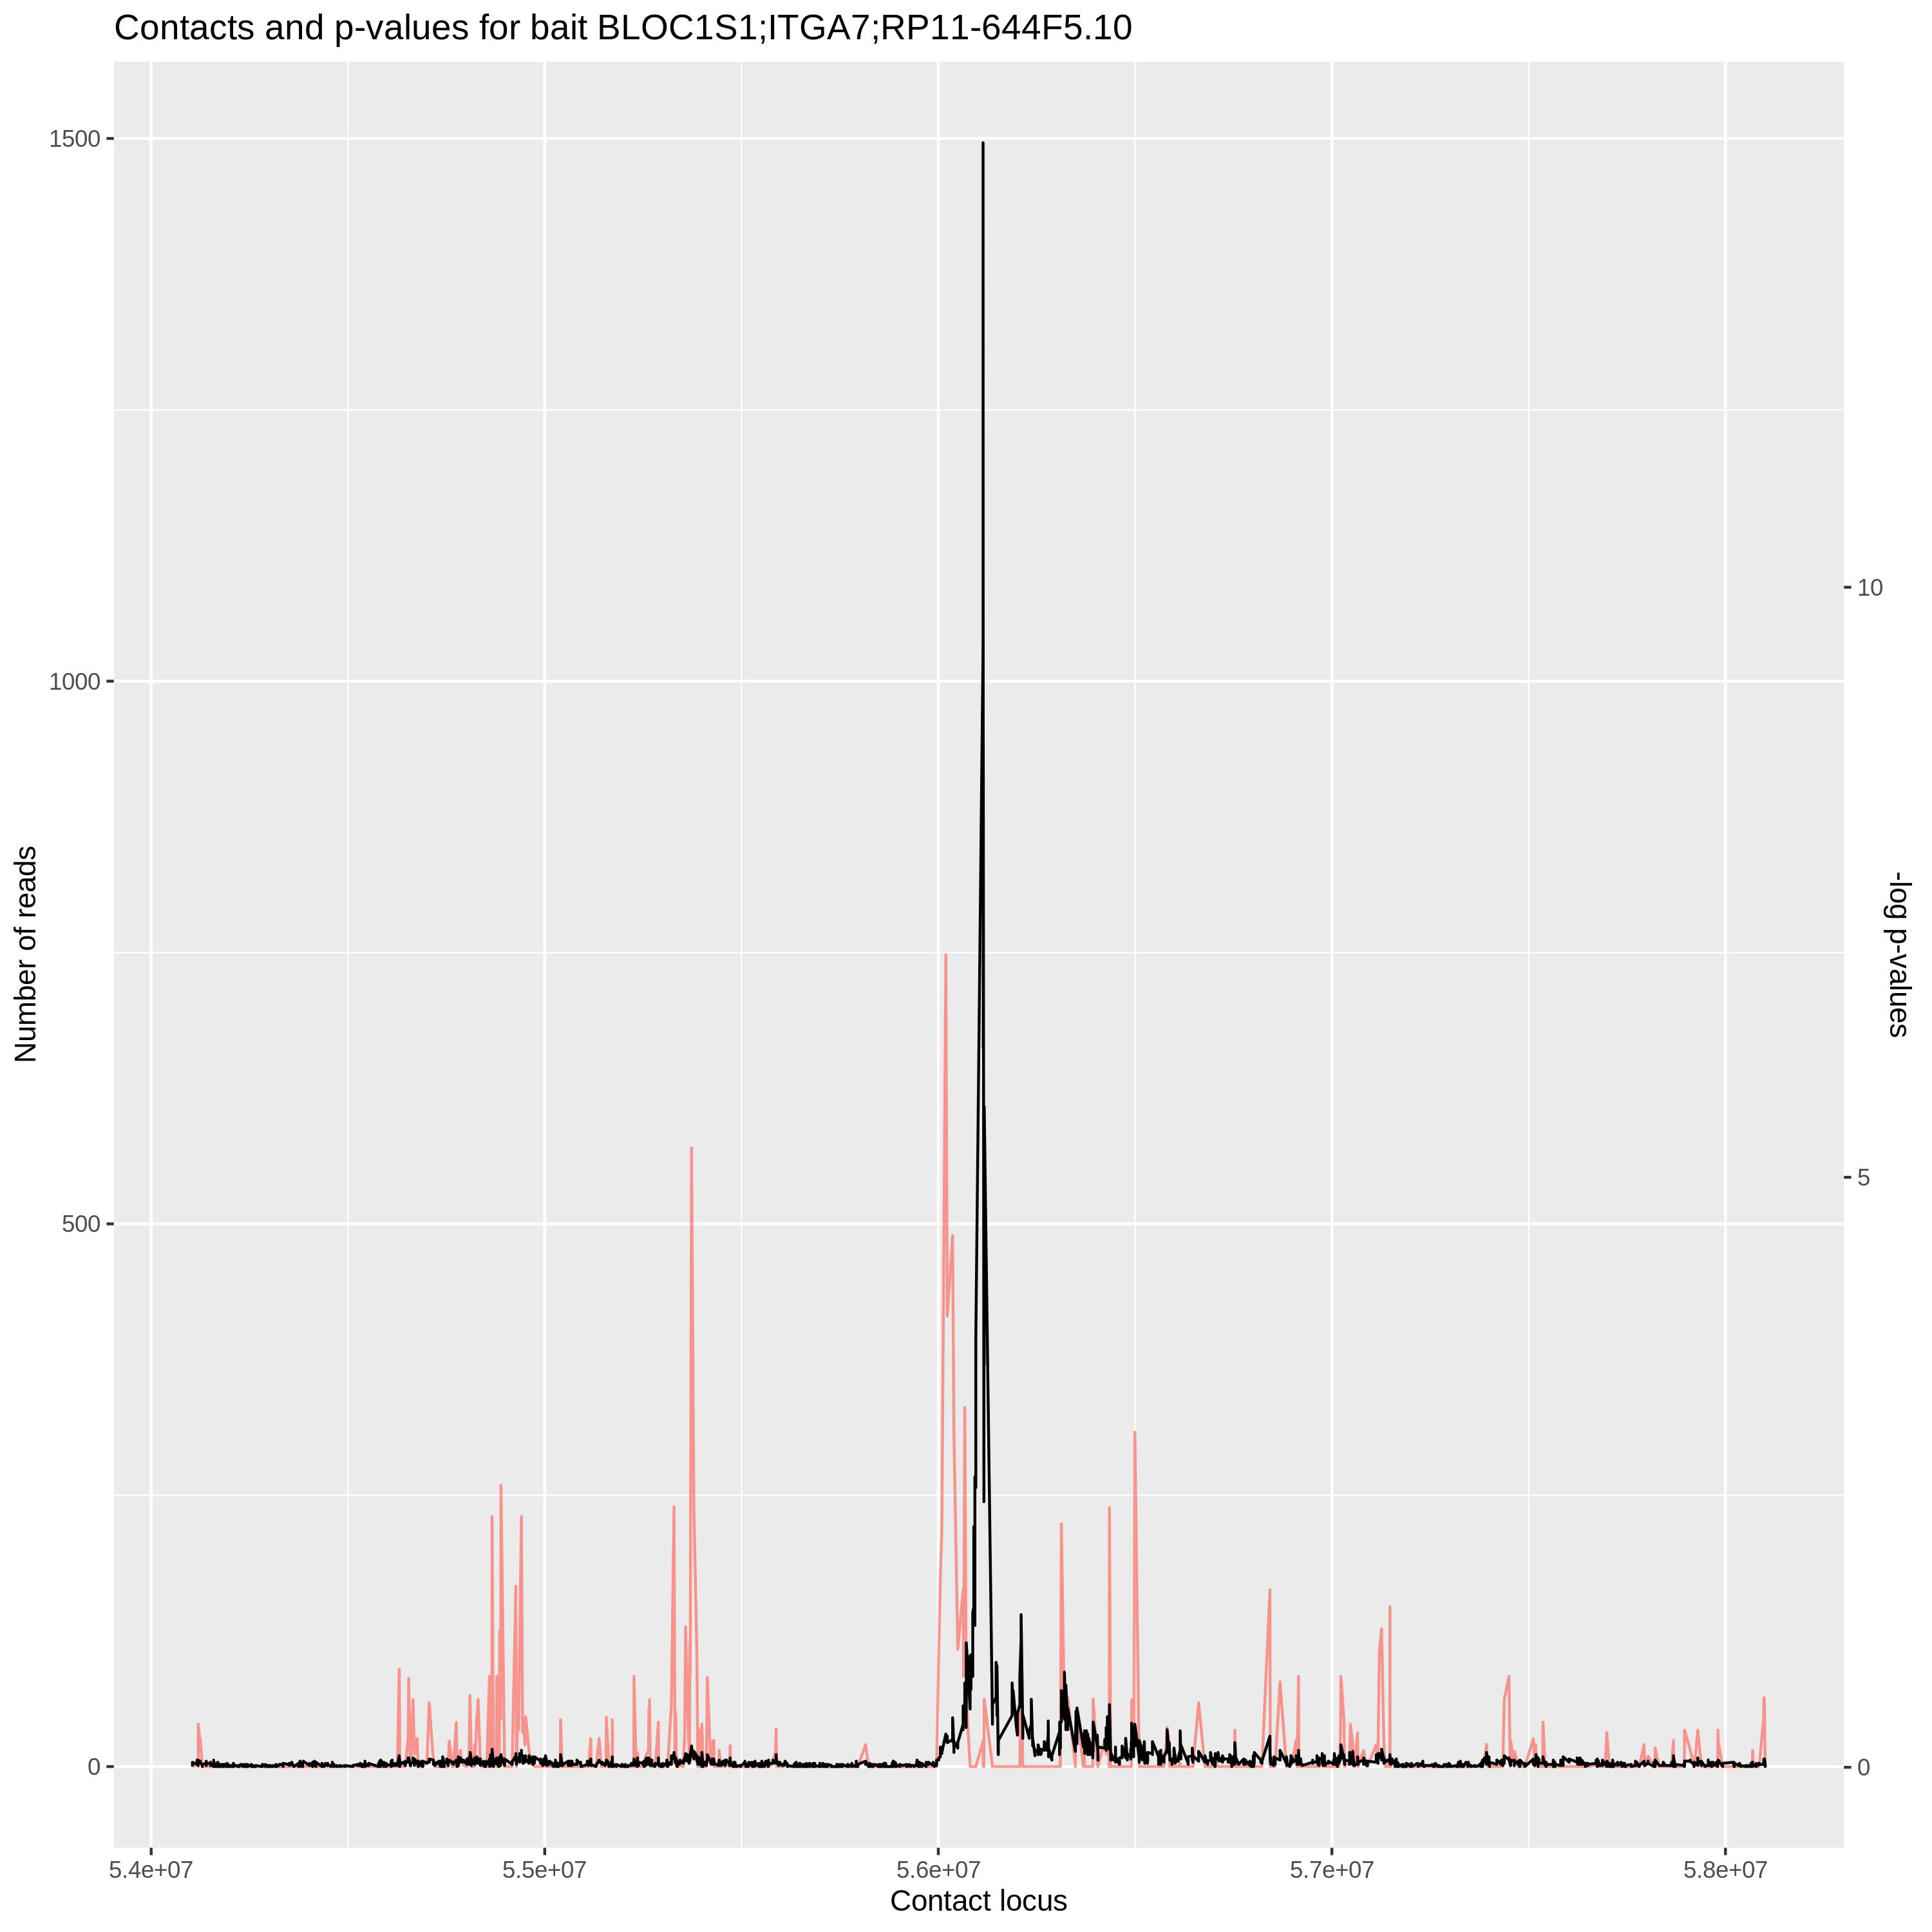 Contacts and p-values for bait BLOC1S1;ITGA7;RP11-644F5.10
1500
1000
500
0
Number of reads
10
5
0
-log p-values
5.4e+07
5.5e+07
5.6e+07
5.7e+07
5.8e+07
Contact locus